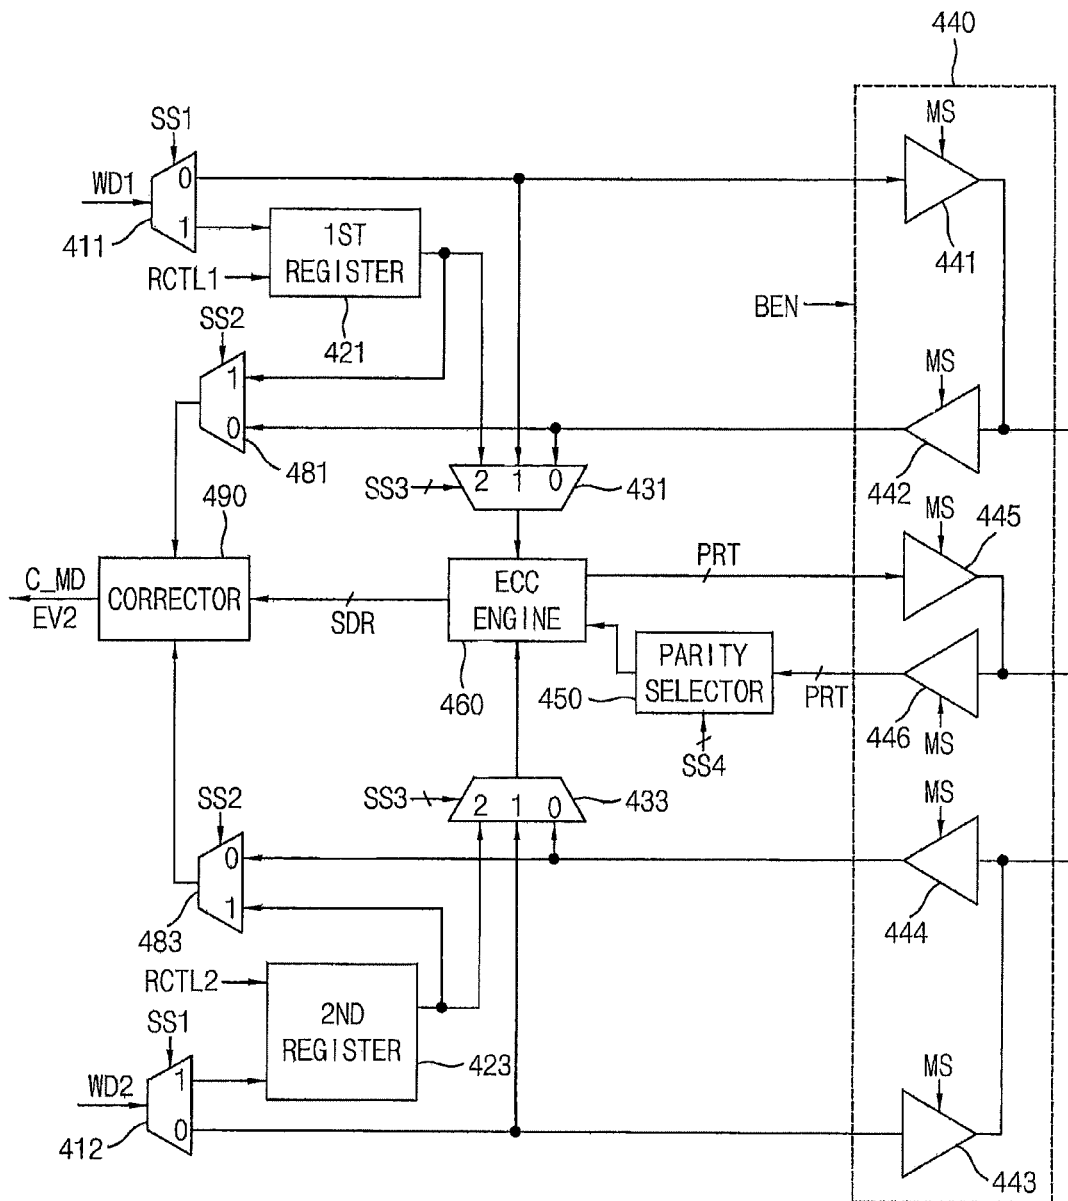 440
SS1
MS
WD1
0
1
411
1ST
REGISTER
441
RCTL1
BEN
SS2
421
MS
1
0
481
442
SS3
2 1 0
431
490
MS
445
C_MD
EV2
CORRECTOR
SDR
ECC
ENGINE
PRT
460
450
PARITY
SELECTOR
PRT
446
MS
SS4
SS3
2 1 0
433
SS2
MS
0
1
483
444
RCTL2
2ND
REGISTER
423
SS1
WD2
1
0
412
MS
443